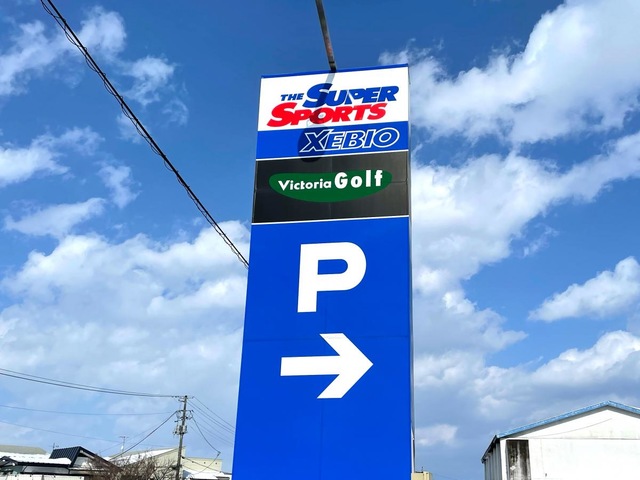 THE SUPER
SPORTS
XEBIO
Victoria Golf
P
→